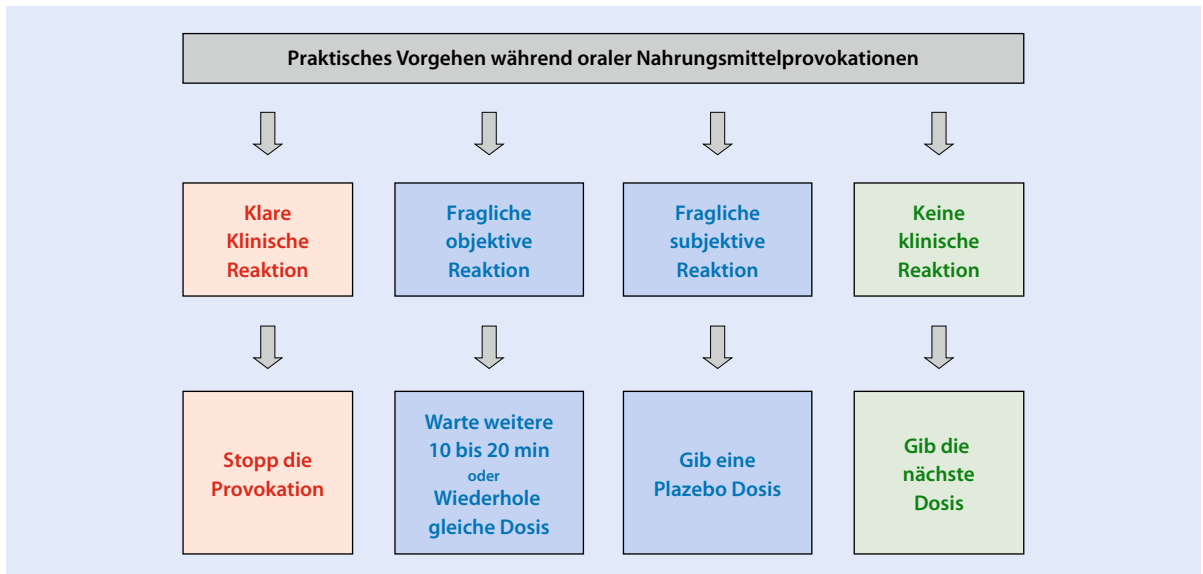 Praktisches Vorgehen während oraler Nahrungsmittelprovokationen
Klare
Klinische
Reaktion
Fragliche
objektive
Reaktion
Fragliche
subjektive
Reaktion
Keine
klinische
Reaktion
Stopp die
Provokation
Warte weitere
10 bis 20 min
oder
Wiederhole
gleiche Dosis
Gib eine
Plazebo Dosis
Gib die
nächste
Dosis